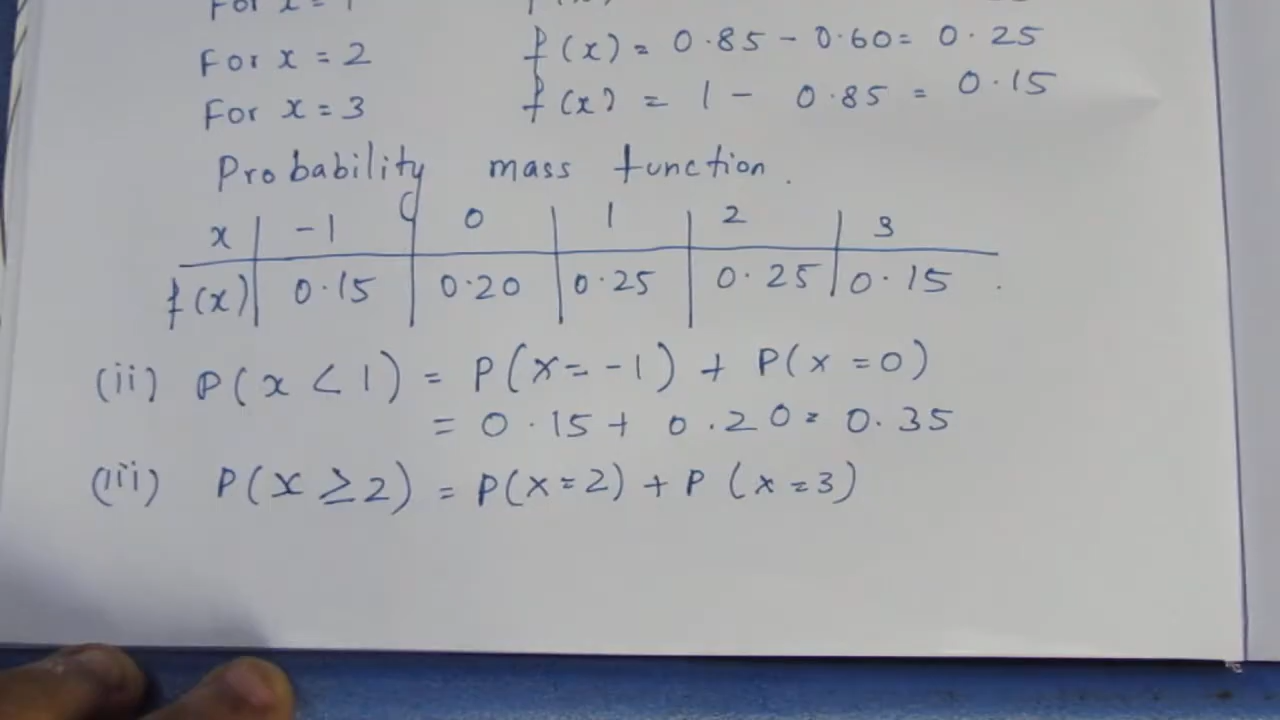 For x = 1
For x = 2 f(x) = 0.85 - 0.60 = 0.25
For x = 3 f(x) = 1 - 0.85 = 0.15
Probability mass function.
x -1 0 1 2 3
f(x) 0.15 0.20 0.25 0.25 0.15
(ii) P(x < 1) = P(x = -1) + P(x = 0)
= 0.15 + 0.20 = 0.35
(iii) P(x ≥ 2) = P(x = 2) + P(x = 3)